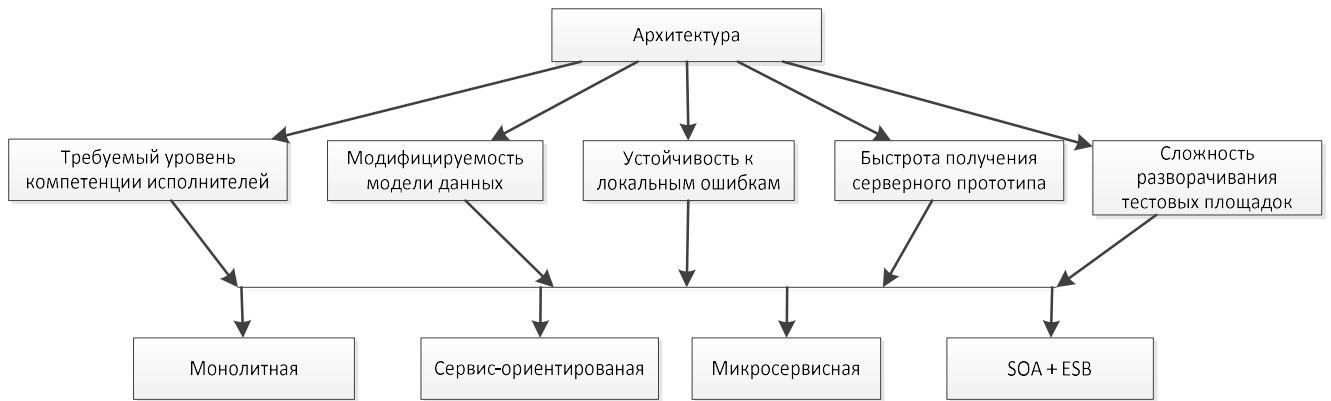 Архитектура
Требуемый уровень
компетенции исполнителей
Модифицируемость
модели данных
Устойчивость к
локальным ошибкам
Быстрота получения
серверного прототипа
Сложность
разворачивания
тестовых площадок
Монолитная
Сервис-ориентированая
Микросервисная
SOA + ESB